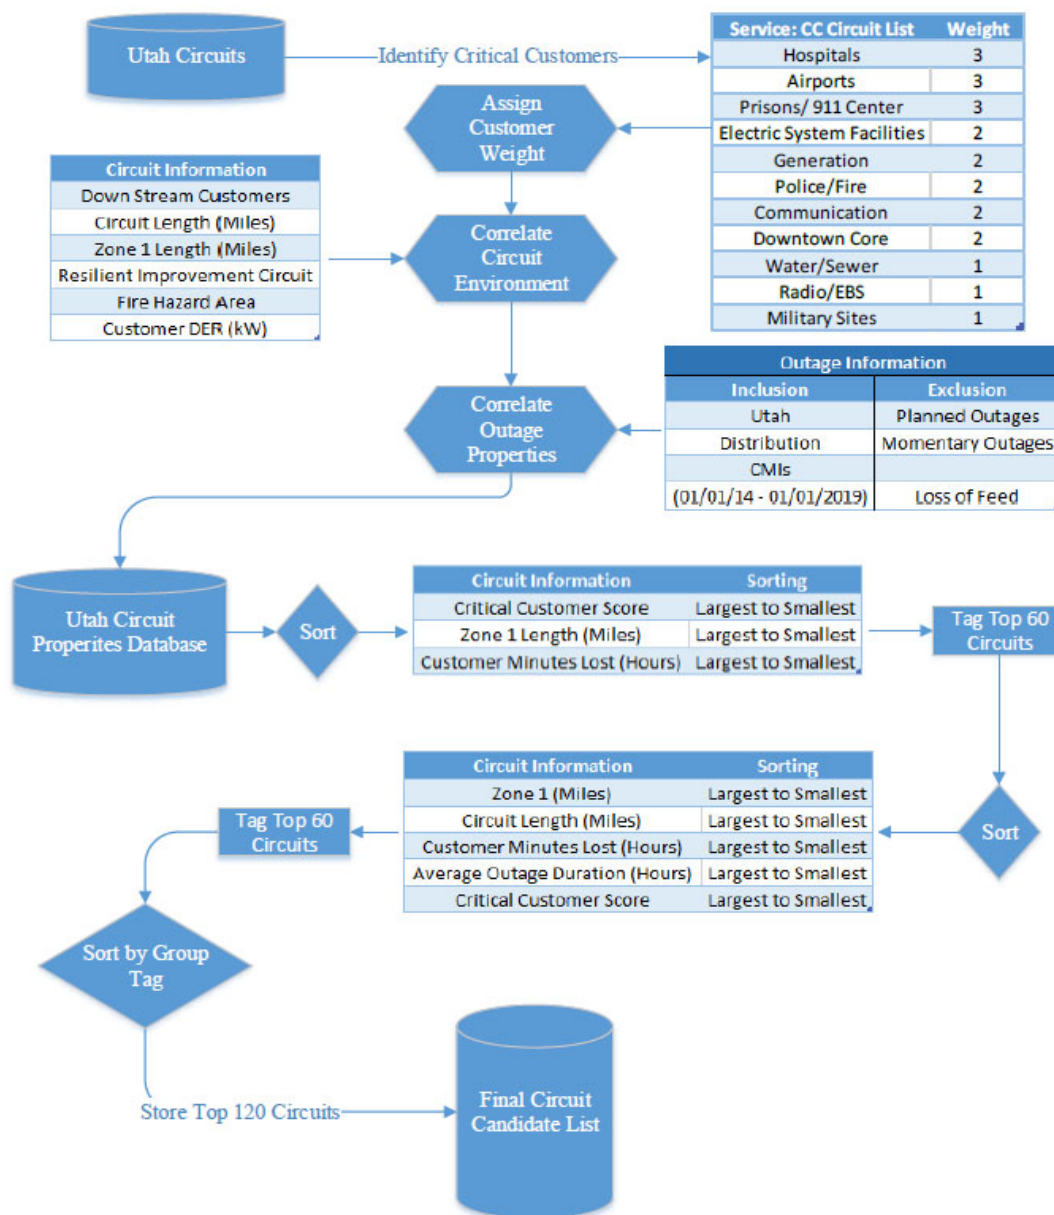 Utah Circuits
Identify Critical Customers
Service: CC Circuit List Weight
Hospitals 3
Airports 3
Prisons/ 911 Center 3
Electric System Facilities 2
Generation 2
Police/Fire 2
Communication 2
Downtown Core 2
Water/Sewer 1
Radio/EBS 1
Military Sites 1
Assign
Customer
Weight
Circuit Information
Down Stream Customers
Circuit Length (Miles)
Zone 1 Length (Miles)
Resilient Improvement Circuit
Fire Hazard Area
Customer DER (kW)
Correlate
Circuit
Environment
Outage Information
Inclusion Exclusion
Utah Planned Outages
Distribution Momentary Outages
CMIs
(01/01/14 - 01/01/2019) Loss of Feed
Correlate
Outage
Properties
Utah Circuit
Properites Database
Sort
Circuit Information Sorting
Critical Customer Score Largest to Smallest
Zone 1 Length (Miles) Largest to Smallest
Customer Minutes Lost (Hours) Largest to Smallest
Tag Top 60
Circuits
Sort
Circuit Information Sorting
Zone 1 (Miles) Largest to Smallest
Circuit Length (Miles) Largest to Smallest
Customer Minutes Lost (Hours) Largest to Smallest
Average Outage Duration (Hours) Largest to Smallest
Critical Customer Score Largest to Smallest
Tag Top 60
Circuits
Sort by Group
Tag
Store Top 120 Circuits
Final Circuit
Candidate List